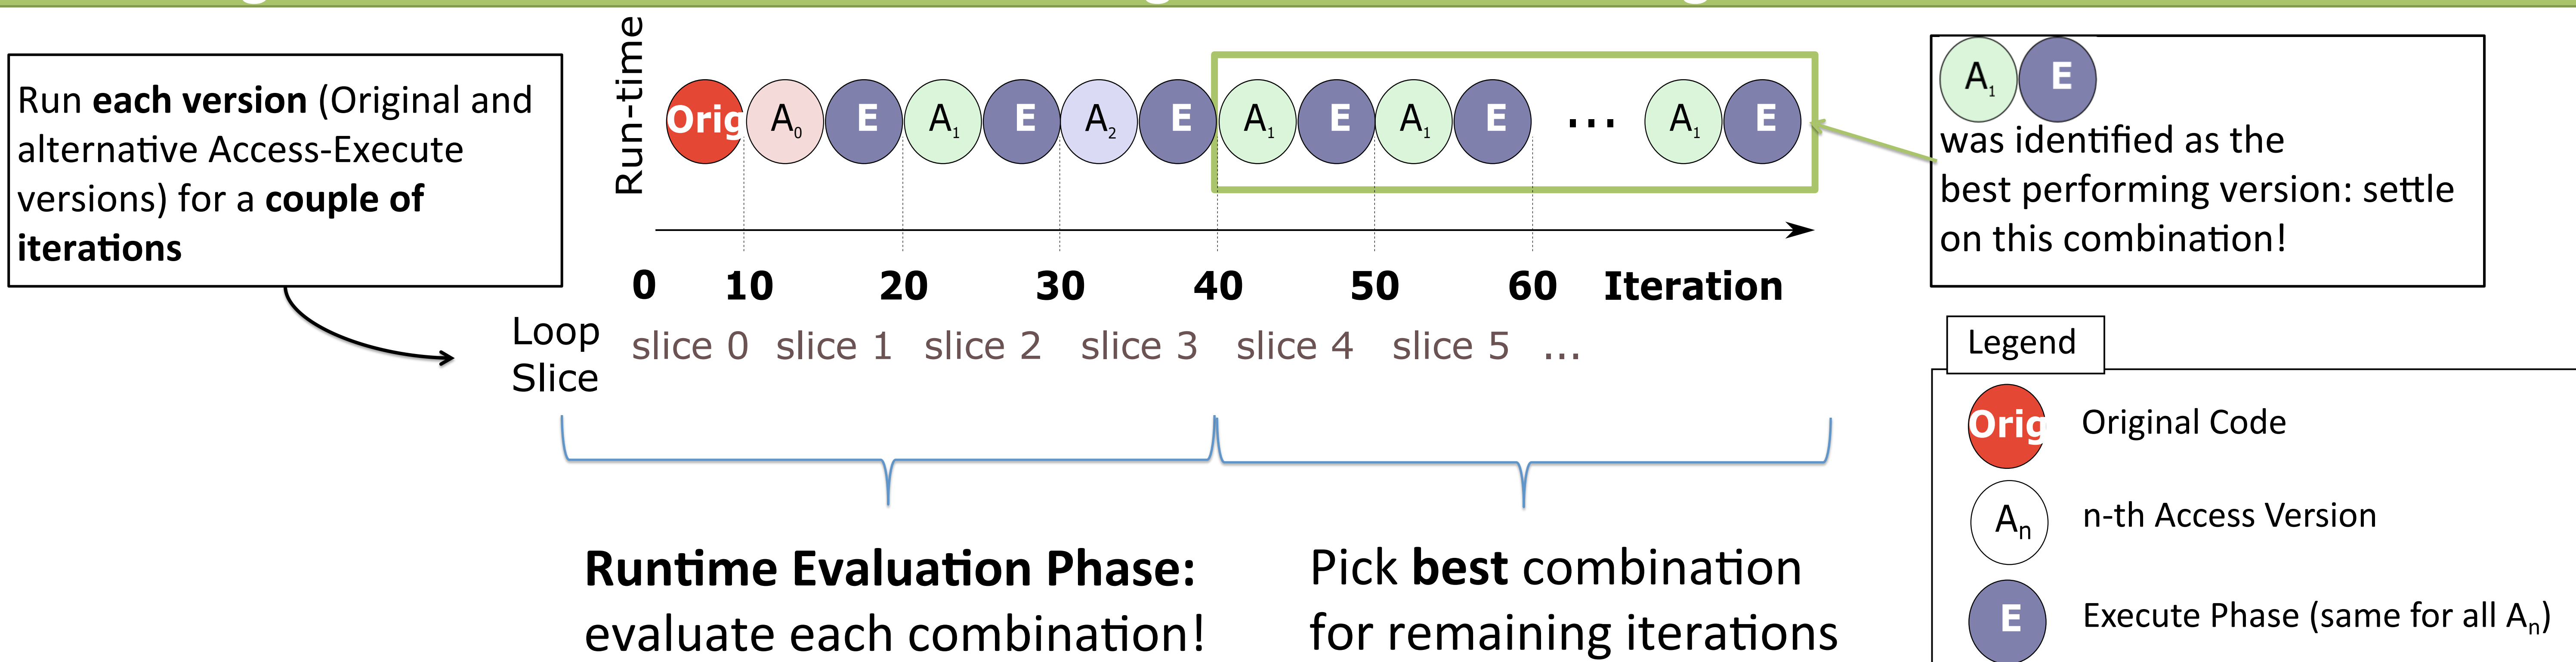 Run each version (Original and
alternative Access-Execute
versions) for a couple of
iterations
Run-time
Orig A0 E A1 E A2 E A1 E A1 E ... A1 E
0 10 20 30 40 50 60 Iteration
Loop
Slice
slice 0 slice 1 slice 2 slice 3 slice 4 slice 5 ...
Runtime Evaluation Phase:
evaluate each combination!
Pick best combination
for remaining iterations
A1 E
was identified as the
best performing version: settle
on this combination!
Legend
Orig Original Code
An n-th Access Version
E Execute Phase (same for all An)